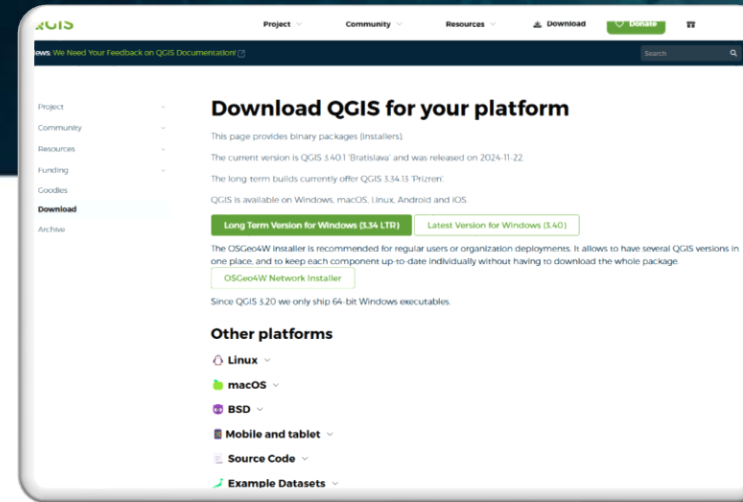 QGIS
Project
Community
Resources
Download
Donate
News: We Need Your Feedback on QGIS Documentation!
Search
Project
Community
Resources
Funding
Goodies
Download
Archive
Download QGIS for your platform
This page provides binary packages (Installers).
The current version is QGIS 3.40.1 'Bratislava' and was released on 2024-11-22.
The long-term builds currently offer QGIS 3.34.13 'Prizren'.
QGIS is available on Windows, macOS, Linux, Android and iOS.
Long Term Version for Windows (3.34 LTR)
Latest Version for Windows (3.40)
The OSGeo4W installer is recommended for regular users or organization deployments. It allows to have several QGIS versions in
one place, and to keep each component up-to-date individually without having to download the whole package.
OSGeo4W Network Installer
Since QGIS 3.20 we only ship 64-bit Windows executables.
Other platforms
Linux
macOS
BSD
Mobile and tablet
Source Code
Example Datasets